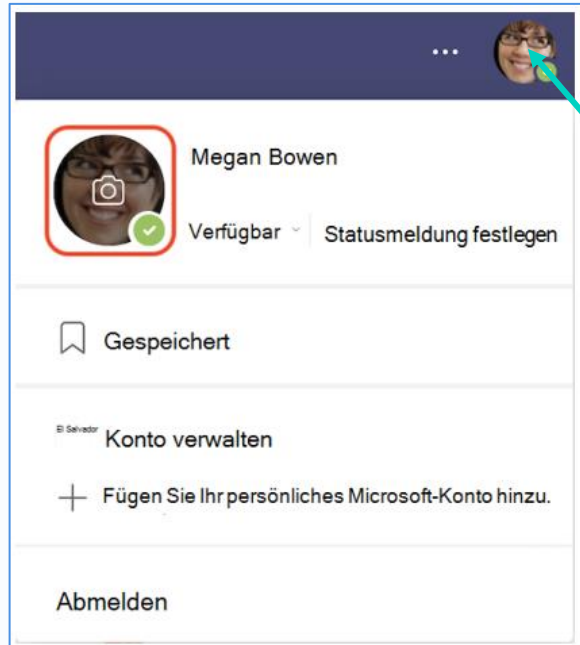 Megan Bowen
Verfügbar
Statusmeldung festlegen
Gespeichert
El Salvador
Konto verwalten
Fügen Sie Ihr persönliches Microsoft-Konto hinzu.
Abmelden